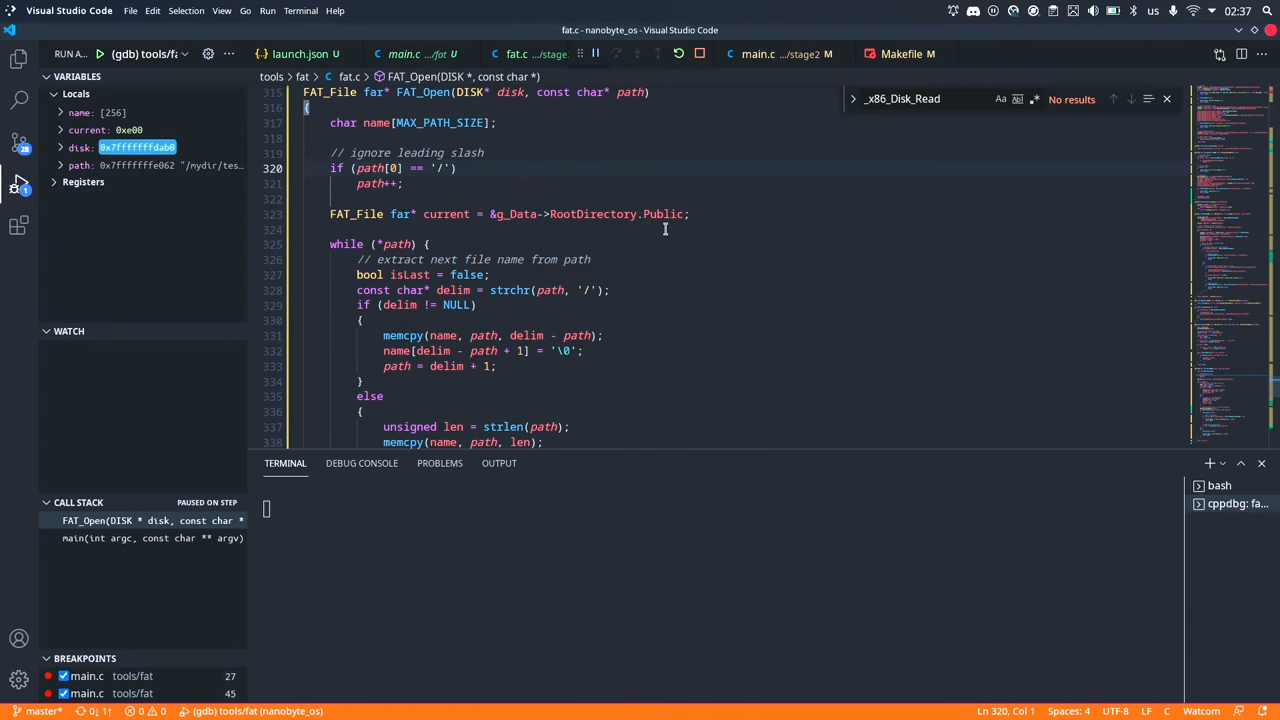 Visual Studio Code File Edit Selection View Go Run Terminal Help us 02:37
fat.c - nanobyte_os - Visual Studio Code
RUN A... (gdb) tools/fa launch.json U main.c .../fat U fat.c .../stage. main.c .../stage2 M Makefile M
VARIABLES
Locals
name: [256]
current: 0xe00
disk: 0x7fffffffdab0
path: 0x7fffffffe062 "/mydir/tes...
Registers
WATCH
CALL STACK PAUSED ON STEP
FAT_Open(DISK * disk, const char *
main(int argc, const char ** argv)
BREAKPOINTS
main.c tools/fat 27
main.c tools/fat 45
28
1
tools > fat > fat.c > FAT_Open(DISK *, const char *)
_x86_Disk_Read Aa ab .* No results
315 FAT_File far* FAT_Open(DISK* disk, const char* path)
316 {
317 char name[MAX_PATH_SIZE];
318
319 ignore leading slash
320 if (path[0] == '/')
321 path++;
322
323 FAT_File far* current = &g_Data->RootDirectory.Public;
324
325 while (*path) {
326 // extract next file name from path
327 bool isLast = false;
328 const char* delim = strchr(path, '/');
329 if (delim != NULL)
330 {
331 memcpy(name, path, delim - path);
332 name[delim - path + 1] = '\0';
333 path = delim + 1;
334 }
335 else
336 {
337 unsigned len = strlen(path);
338 memcpy(name, path, len);
TERMINAL DEBUG CONSOLE PROBLEMS OUTPUT
bash
cppdbg: fa...
master* 0↓ 1↑ 0 0 (gdb) tools/fat (nanobyte_os) Ln 320, Col 1 Spaces: 4 UTF-8 LF C Watcom